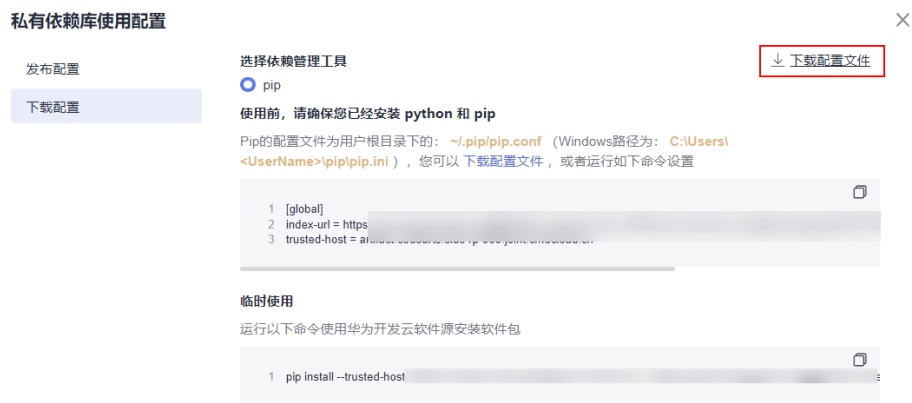 私有依赖库使用配置
发布配置
下载配置
选择依赖管理工具
下载配置文件
pip
使用前，请确保您已经安装 python 和 pip
Pip的配置文件为用户根目录下的： ~/.pip/pip.conf （Windows路径为： C:\Users\
<UserName>\pip\pip.ini ），您可以 下载配置文件 ，或者运行如下命令设置
1 [global]
2 index-url = https
3 trusted-host =
临时使用
运行以下命令使用华为开发云软件源安装软件包
1 pip install --trusted-host